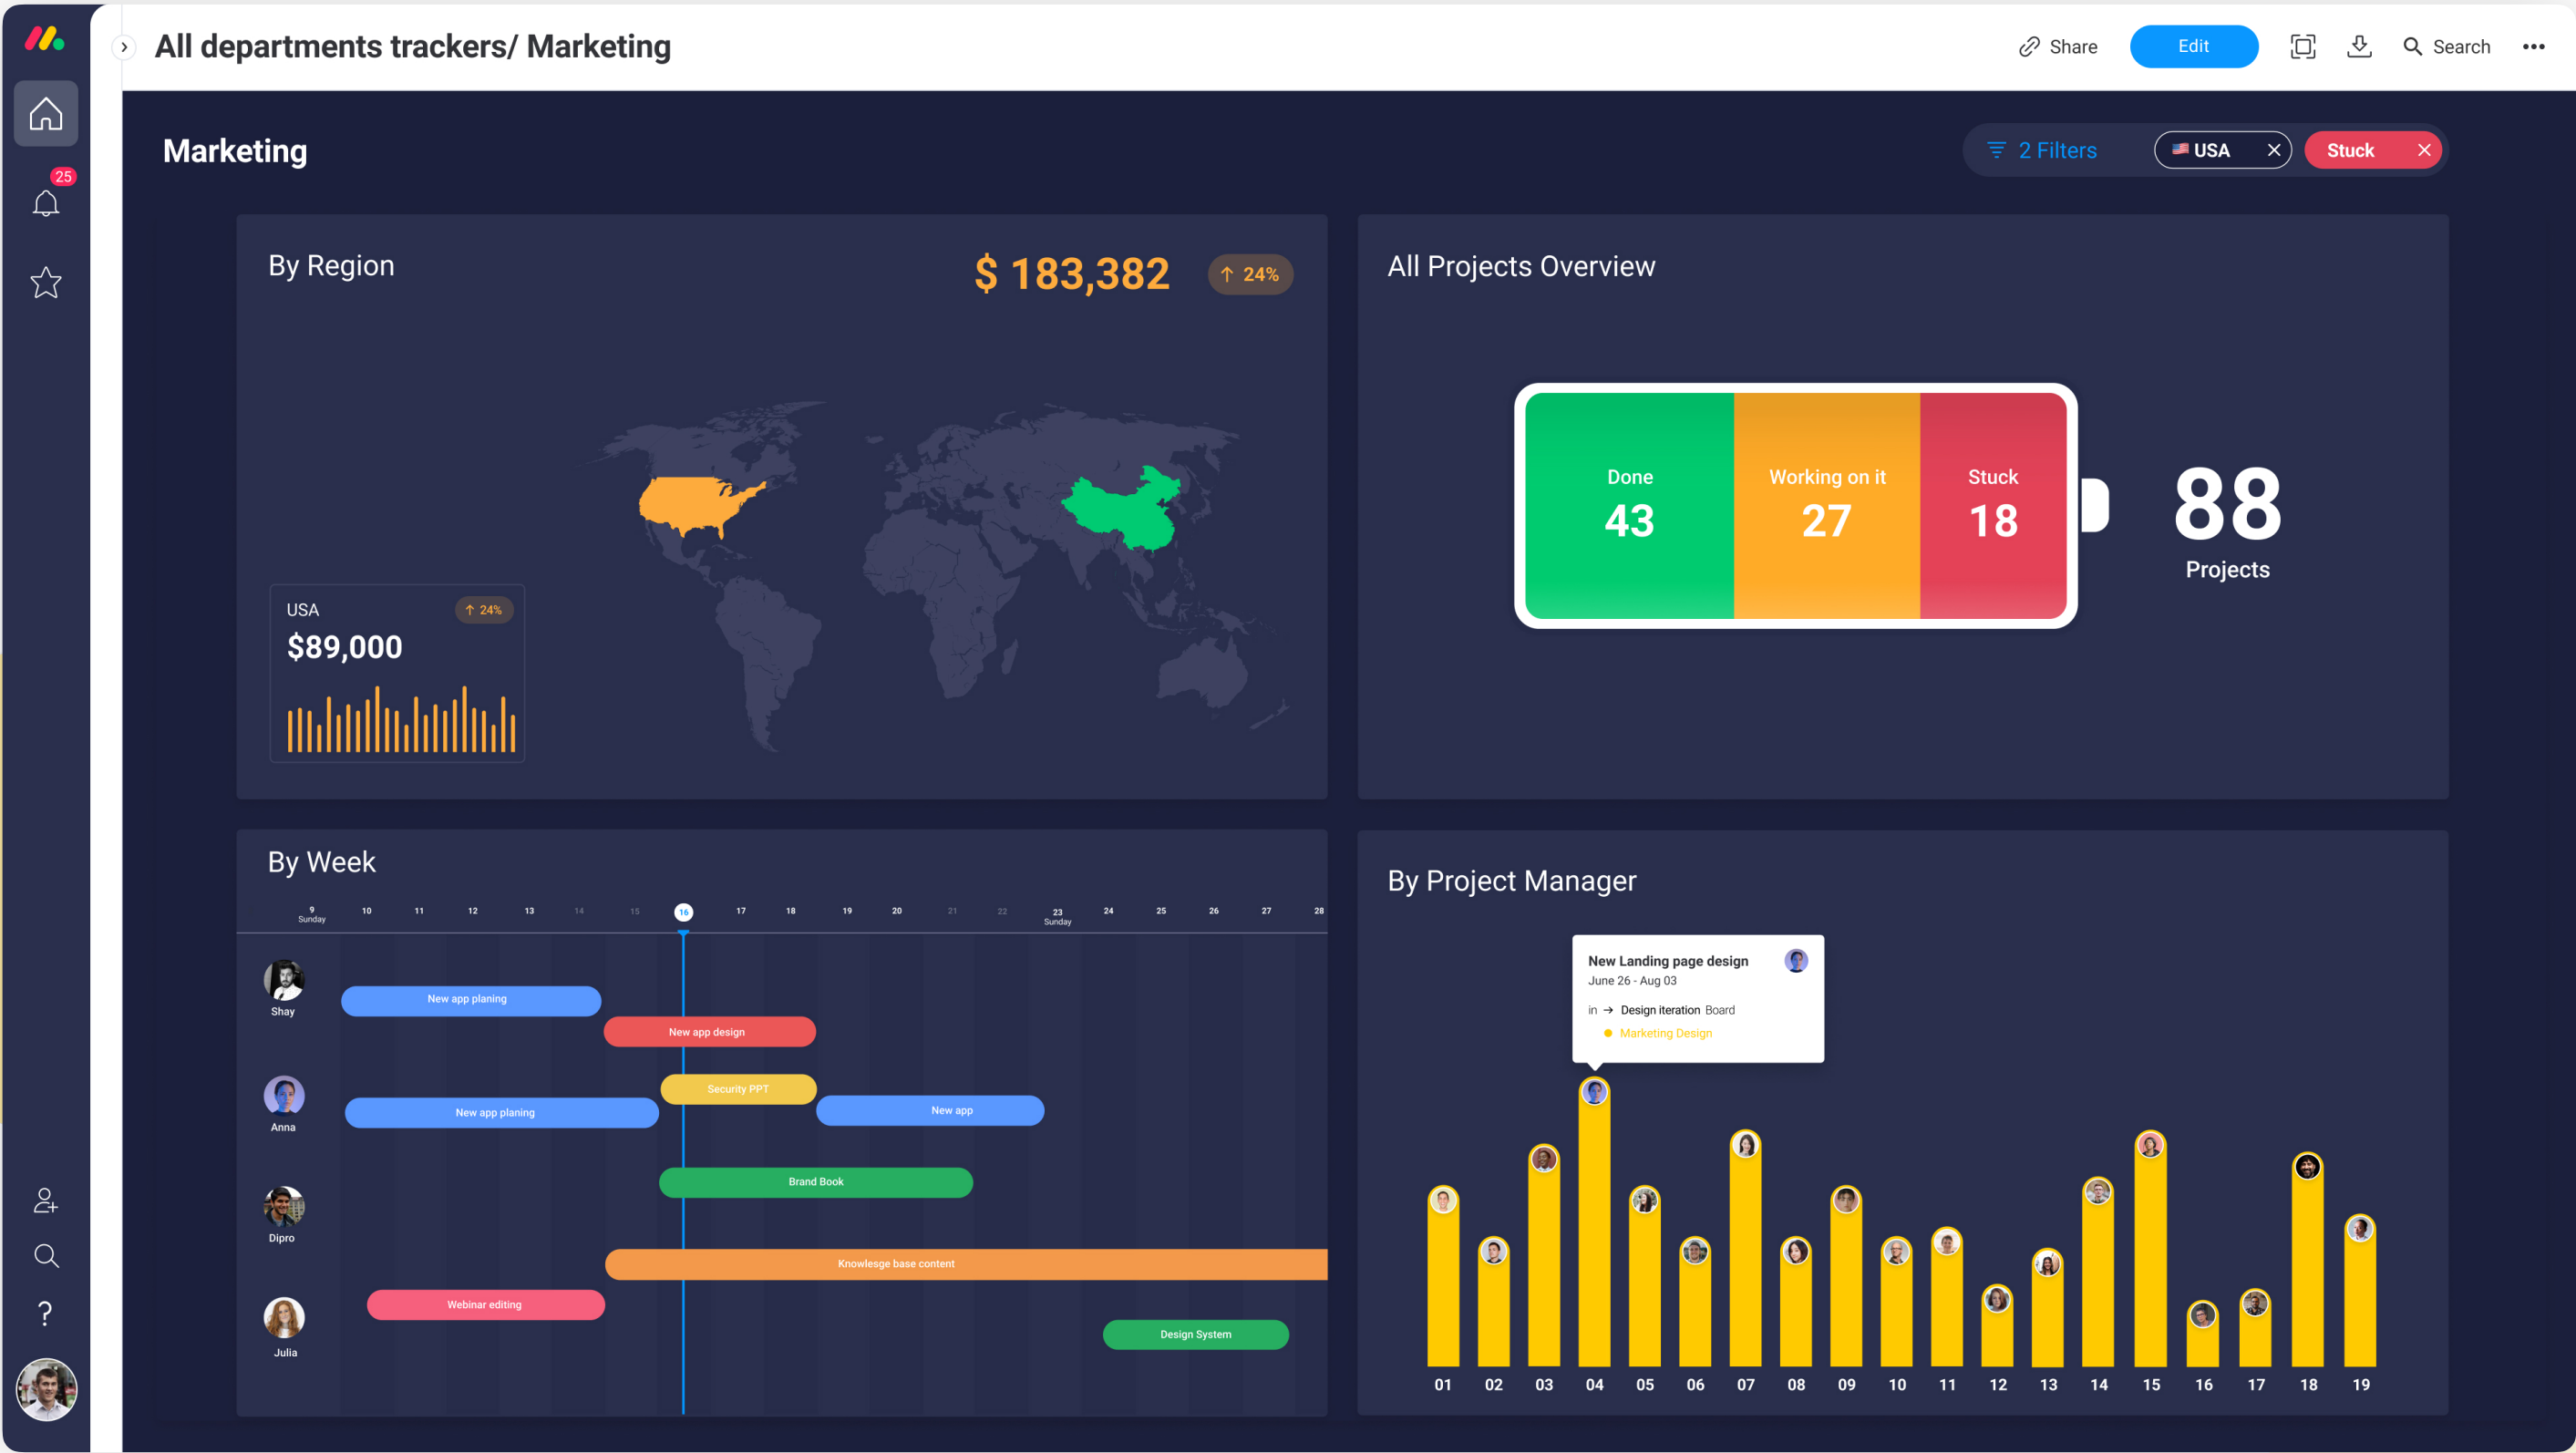 All departments trackers/ Marketing
Share
Edit
Search
25
Marketing
2 Filters
USA
Stuck
By Region
$ 183,382
↑ 24%
USA
↑ 24%
$89,000
All Projects Overview
Done
43
Working on it
27
Stuck
18
88
Projects
By Week
9 10 11 12 13 14 15 16 17 18 19 20 21 22 23 24 25 26 27 28
Sunday Sunday
Shay
New app planing
New app design
Anna
Security PPT
New app planing
New app
Dipro
Brand Book
Knowlesge base content
Julia
Webinar editing
Design System
By Project Manager
New Landing page design
June 26 - Aug 03
in → Design iteration Board
Marketing Design
01 02 03 04 05 06 07 08 09 10 11 12 13 14 15 16 17 18 19